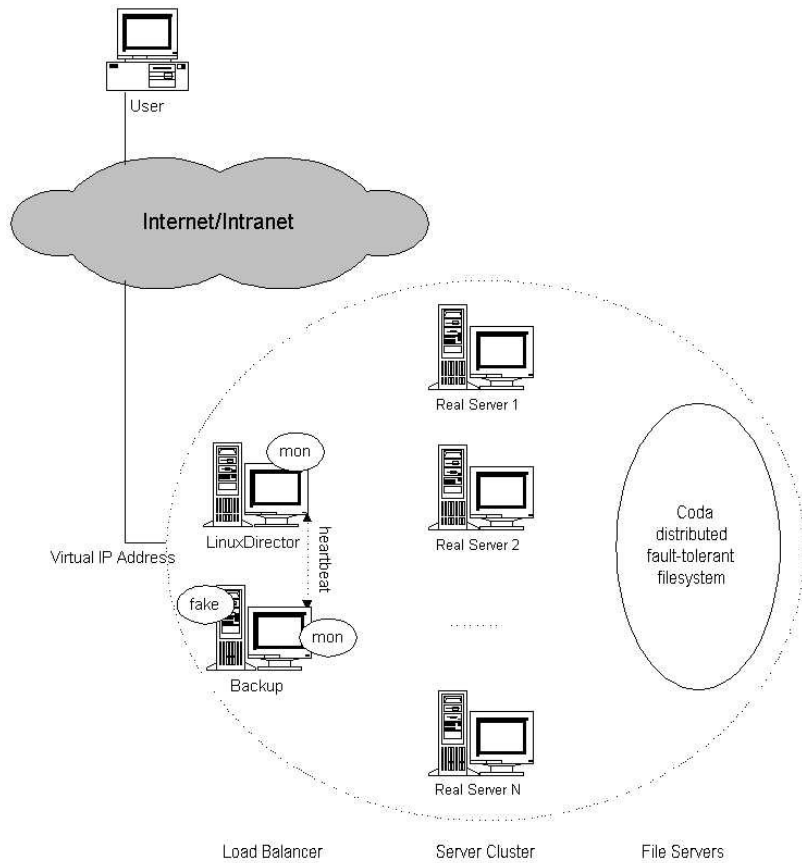 User
Internet/Intranet
Real Server 1
mon
LinuxDirector
heartbeat
Real Server 2
Virtual IP Address
Coda
distributed
fault-tolerant
filesystem
fake
mon
Backup
Real Server N
Load Balancer
Server Cluster
File Servers